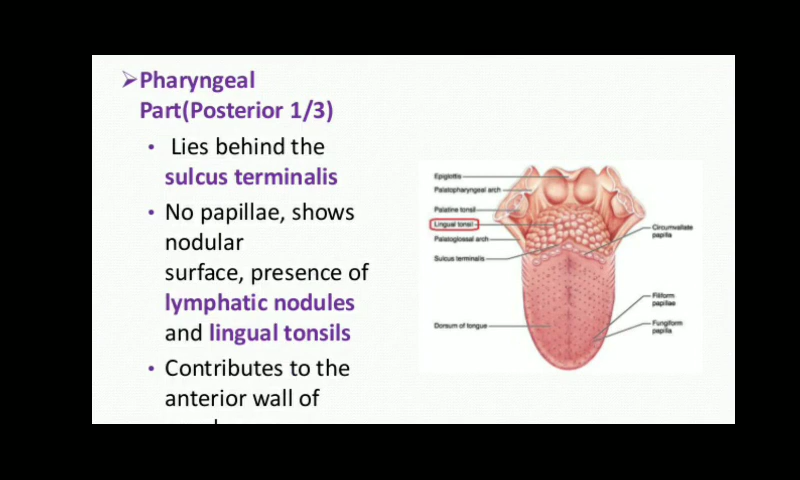 Pharyngeal
Part(Posterior 1/3)
Lies behind the
sulcus terminalis
No papillae, shows
nodular
surface, presence of
lymphatic nodules
and lingual tonsils
Contributes to the
anterior wall of
Epiglottis
Palatopharyngeal arch
Palatine tonsil
Lingual tonsil
Palatoglossal arch
Sulcus terminalis
Dorsum of tongue
Circumvallate
papilla
Filiform
papillae
Fungiform
papilla